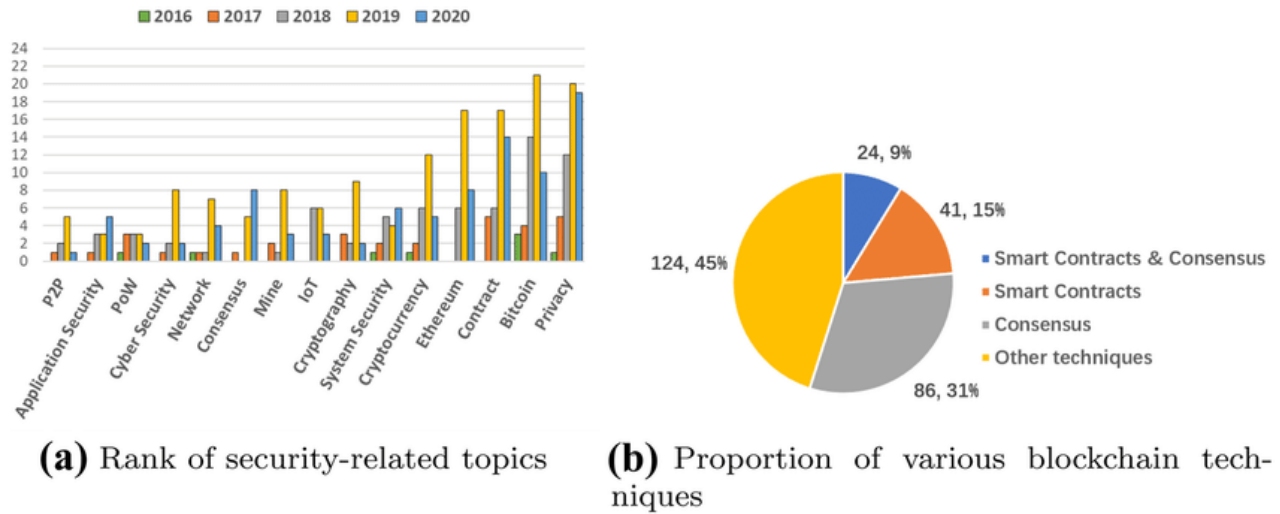 2016 2017 2018 2019 2020
24
22
20
18
16
14
12
10
8
6
4
2
0
P2P
Application Security
PoW
Cyber Security
Network
Consensus
Mine
IoT
Cryptography
System Security
Cryptocurrency
Ethereum
Contract
Bitcoin
Privacy
(a) Rank of security-related topics
24, 9%
41, 15%
124, 45%
86, 31%
Smart Contracts & Consensus
Smart Contracts
Consensus
Other techniques
(b) Proportion of various blockchain tech-
niques